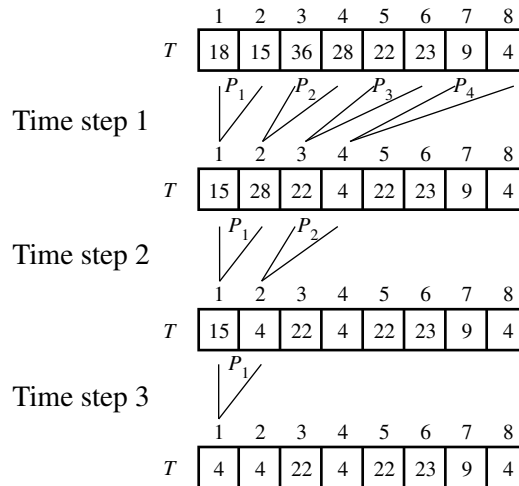 1 2 3 4 5 6 7 8
T 18 15 36 28 22 23 9 4
P1 P2 P3 P4
Time step 1
1 2 3 4 5 6 7 8
T 15 28 22 4 22 23 9 4
P1 P2
Time step 2
1 2 3 4 5 6 7 8
T 15 4 22 4 22 23 9 4
P1
Time step 3
1 2 3 4 5 6 7 8
T 4 4 22 4 22 23 9 4